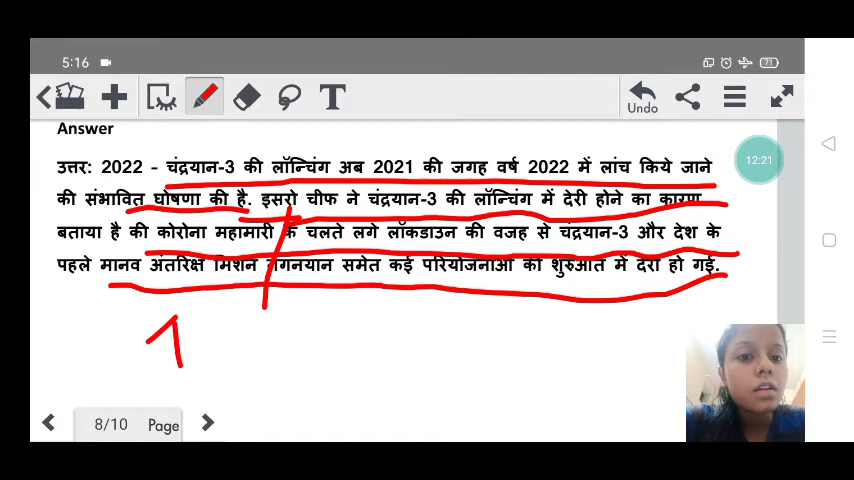 5:16
71
Undo
Answer
12:21
उत्तर: 2022 - चंद्रयान-3 की लॉन्चिंग अब 2021 की जगह वर्ष 2022 में लांच किये जाने
की संभावित घोषणा की है. इसरो चीफ ने चंद्रयान-3 की लॉन्चिंग में देरी होने का कारण
बताया है की कोरोना महामारी के चलते लगे लॉकडाउन की वजह से चंद्रयान-3 और देश के
पहले मानव अंतरिक्ष मिशन गगनयान समेत कई परियोजनाओं की शुरुआत में देरी हो गई.
8/10 Page